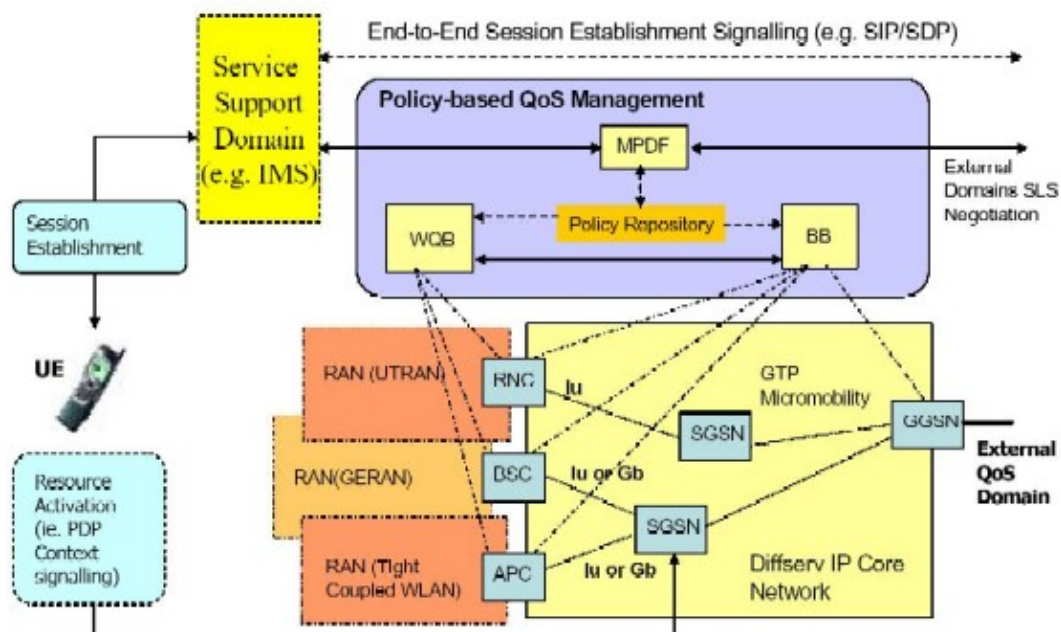 End-to-End Session Establishment Signalling (e.g. SIP/SDP)
Service
Support
Domain
(e.g. IMS)
Policy-based QoS Management
MPDF
External
Domains SLS
Negotiation
Policy Repository
WQB
BB
Session
Establishment
UE
RAN (UTRAN)
RNC
Iu
GTP
Micromobility
SGSN
GGSN
External
QoS
Domain
RAN(GERAN)
BSC
Iu or Gb
SGSN
Resource
Activation
(ie. PDP
Context
signalling)
RAN (Tight
Coupled WLAN)
APC
Iu or Gb
Diffserv IP Core
Network